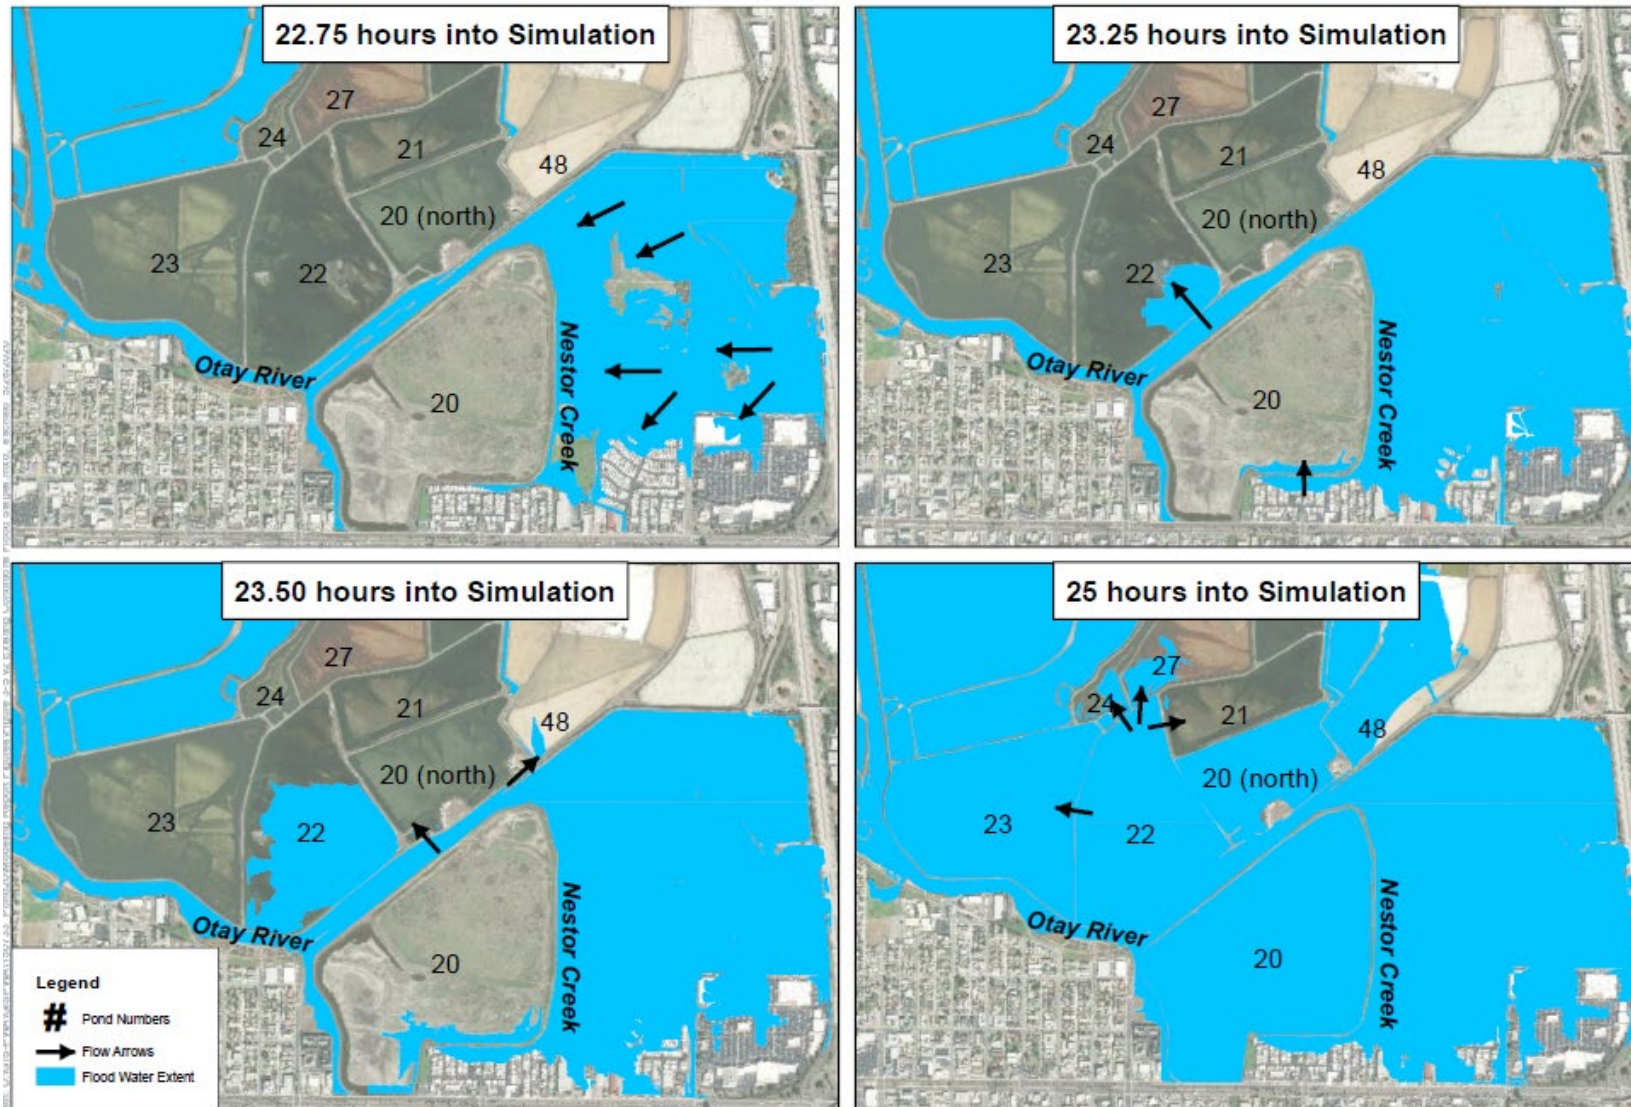 22.75 hours into Simulation
27
24
21
48
20 (north)
23
22
Otay River
Nestor Creek
20
23.25 hours into Simulation
27
24
21
48
20 (north)
23
22
Otay River
Nestor Creek
20
23.50 hours into Simulation
27
24
21
48
20 (north)
23
22
Otay River
Nestor Creek
20
Legend
# Pond Numbers
Flow Arrows
Flood Water Extent
25 hours into Simulation
27
24
21
48
20 (north)
23
22
Otay River
Nestor Creek
20